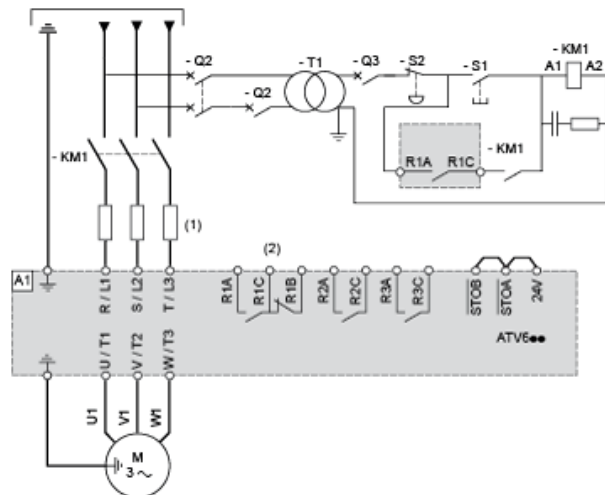 - Q2
- T1
- Q3
- S2
- S1
- KM1
A1
A2
- Q2
- KM1
R1A
R1C
- KM1
(1)
(2)
A1
R / L1
S / L2
T / L3
R1A
R1C
R1B
R2A
R2C
R3A
R3C
STOB
STOA
24V
ATV6●●
U / T1
V / T2
W / T3
U1
V1
W1
M
3 ~